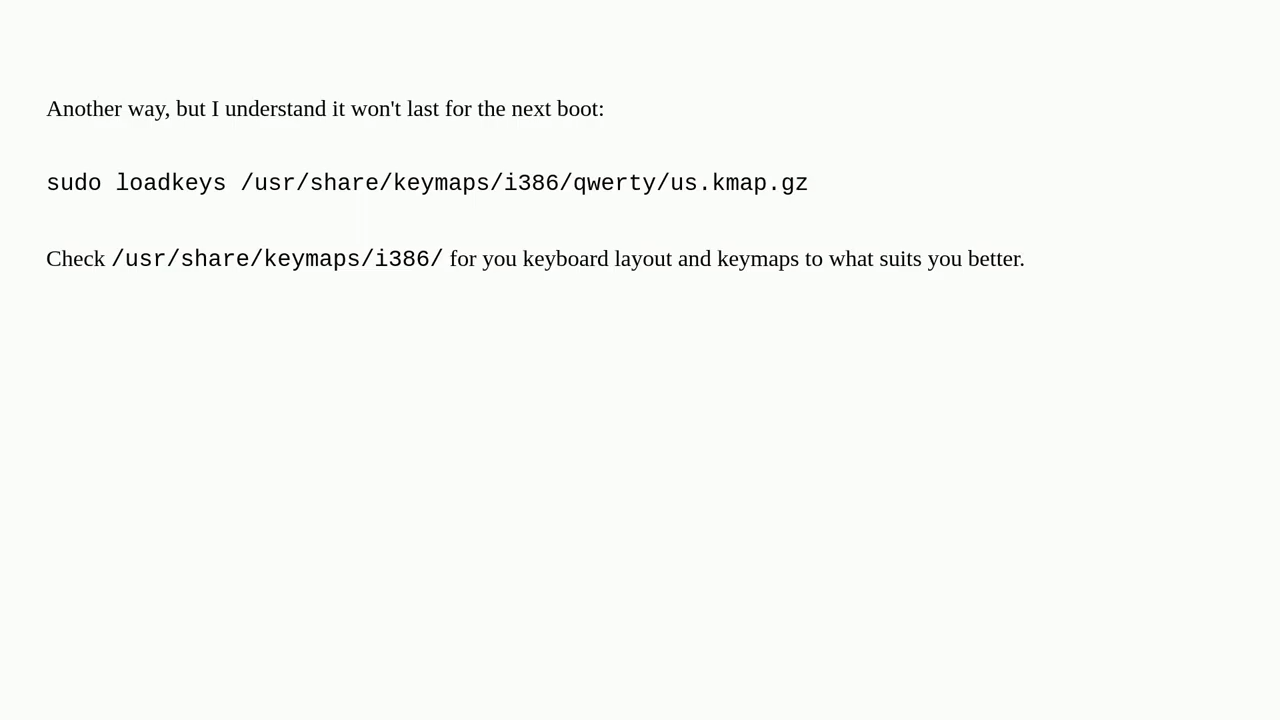 Another way, but I understand it won't last for the next boot:
sudo loadkeys /usr/share/keymaps/i386/qwerty/us.kmap.gz
Check /usr/share/keymaps/i386/ for you keyboard layout and keymaps to what suits you better.